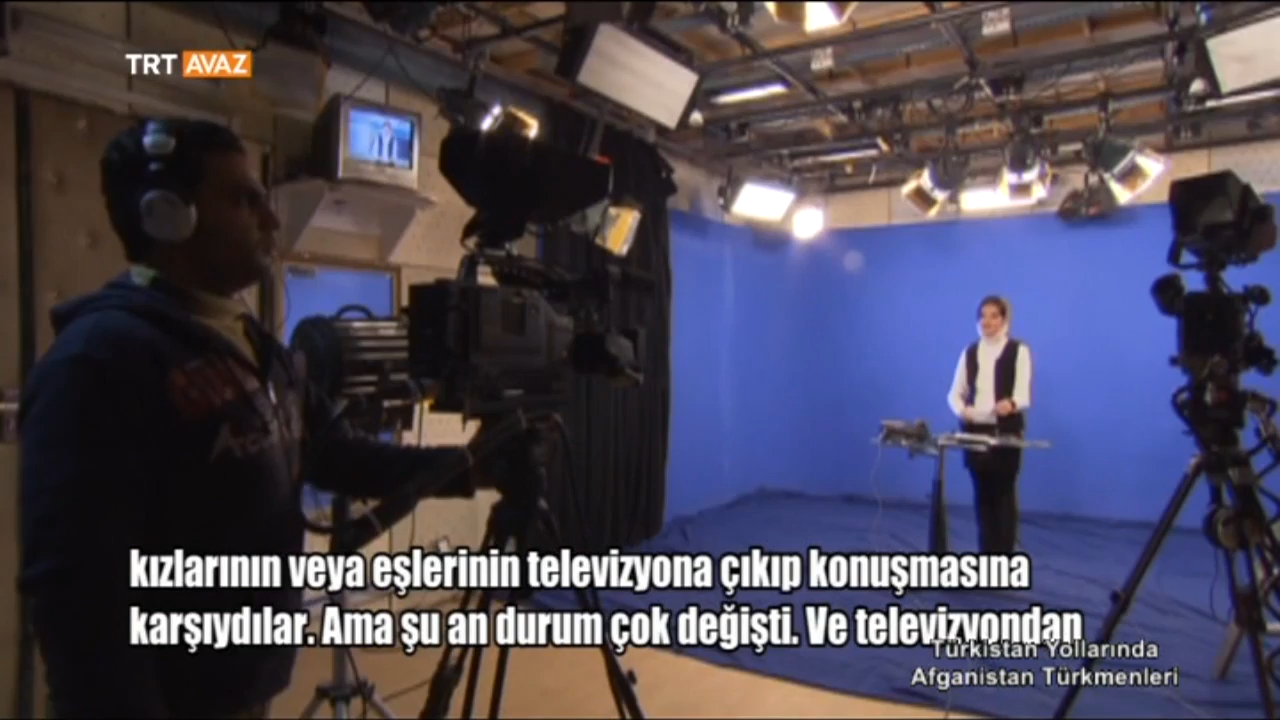 TRT AVAZ
kızlarının veya eşlerinin televizyona çıkıp konuşmasına
karşıydılar. Ama şu an durum çok değişti. Ve televizyondan
Türkistan Yollarında
Afganistan Türkmenleri